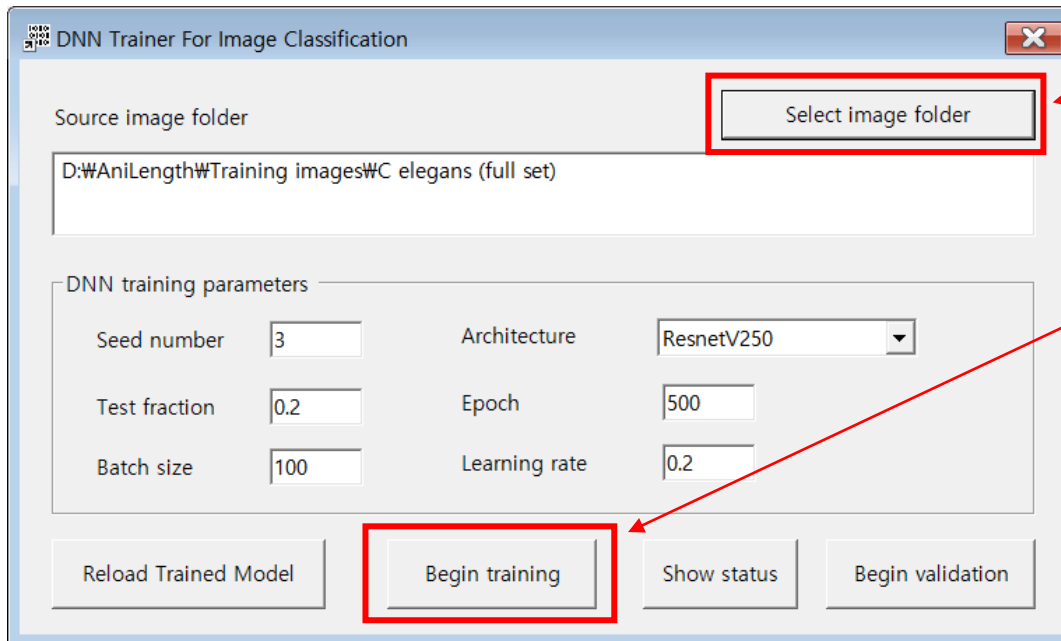 DNN Trainer For Image Classification
Source image folder
Select image folder
D:₩AniLength₩Training images₩C elegans (full set)
DNN training parameters
Seed number 3 Architecture ResnetV250
Test fraction 0.2 Epoch 500
Batch size 100 Learning rate 0.2
Reload Trained Model Begin training Show status Begin validation